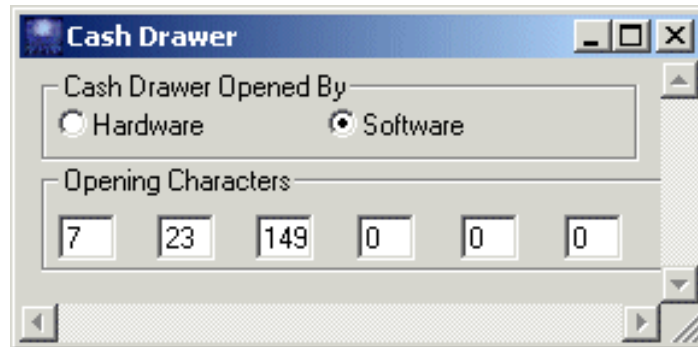 Cash Drawer
Cash Drawer Opened By
Hardware Software
Opening Characters
7 23 149 0 0 0